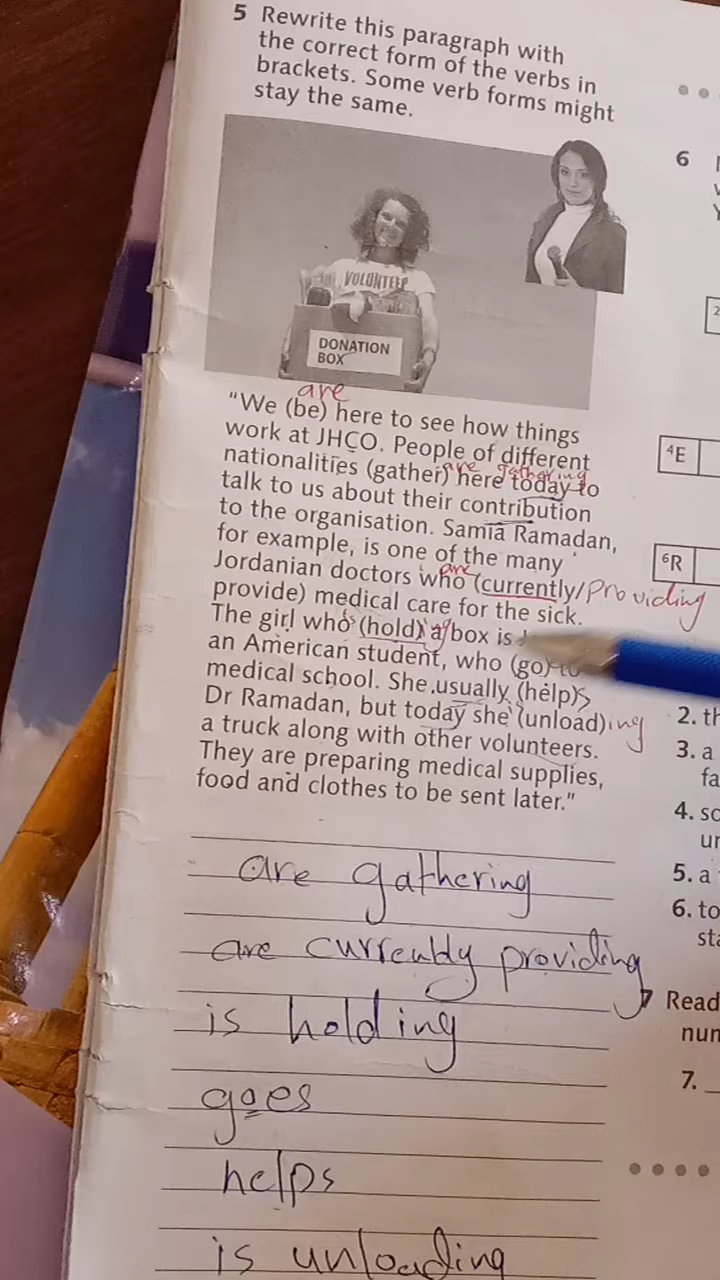 5 Rewrite this paragraph with
the correct form of the verbs in
brackets. Some verb forms might
stay the same.
VOLUNTEER
DONATION
BOX
are
"We (be) here to see how things
work at JHCO. People of different
nationalities (gather) here today to
are gathering
talk to us about their contribution
to the organisation. Samia Ramadan,
for example, is one of the many
Jordanian doctors who (currently/
are
providing
provide) medical care for the sick.
The girl who (hold) a box is
an American student, who (go) to
medical school. She usually (help)s
Dr Ramadan, but today she (unload)ing
a truck along with other volunteers.
They are preparing medical supplies,
food and clothes to be sent later."
are gathering
are currently providing
is holding
goes
helps
is unloading
6
2
4E
6R
2. th
3. a
fa
4. so
ur
5. a
6. to
sta
7 Read
nun
7.